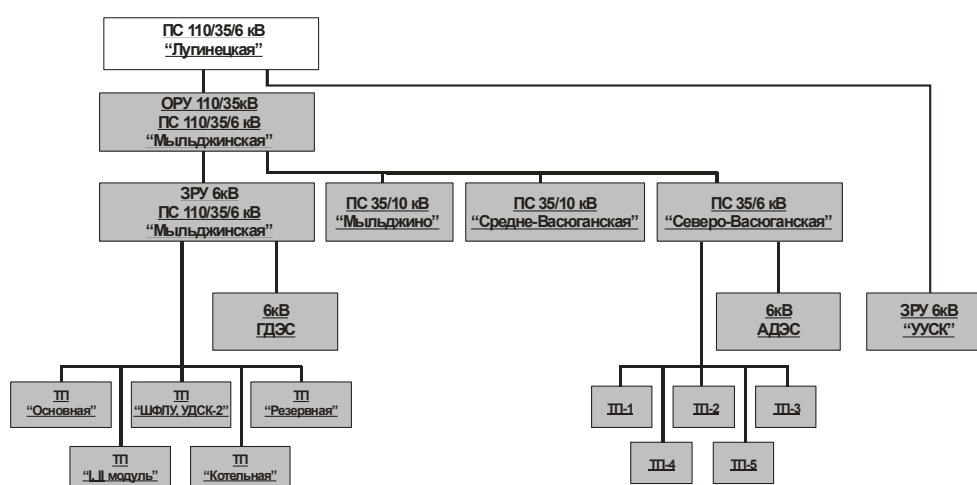 ПС 110/35/6 кВ
“Лугинецкая”
ОРУ 110/35кВ
ПС 110/35/6 кВ
“Мыльджинская”
ЗРУ 6кВ
ПС 110/35/6 кВ
“Мыльджинская”
ПС 35/10 кВ
“Мыльджино”
ПС 35/10 кВ
“Средне-Васюганская”
ПС 35/6 кВ
“Северо-Васюганская”
6кВ
ГДЭС
6кВ
АДЭС
ЗРУ 6кВ
“УУСК”
ТП
“Основная”
ТП
“ШФЛУ, УДСК-2”
ТП
“Резервная”
ТП-1
ТП-2
ТП-3
ТП
“I, II модуль”
ТП
“Котельная”
ТП-4
ТП-5